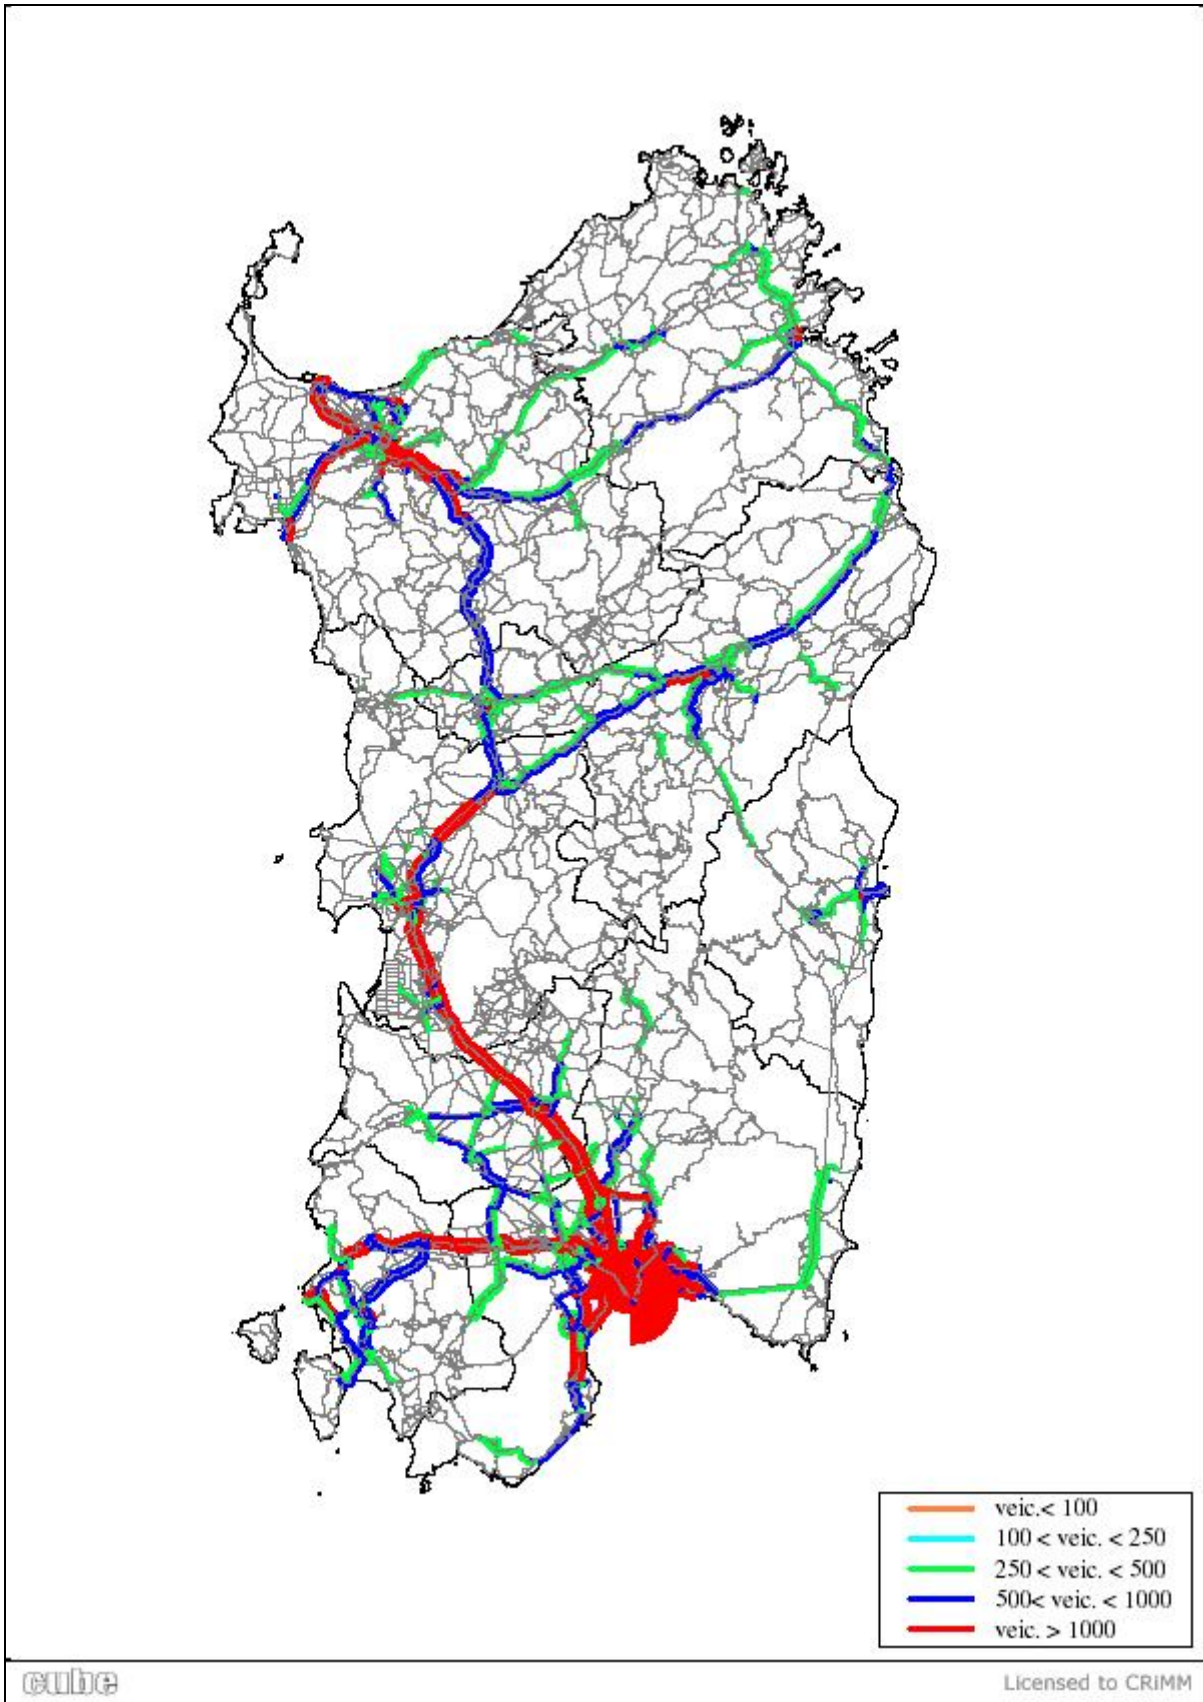 veic.< 100
100 < veic. < 250
250 < veic. < 500
500< veic. < 1000
veic. > 1000
cube
Licensed to CRIMM